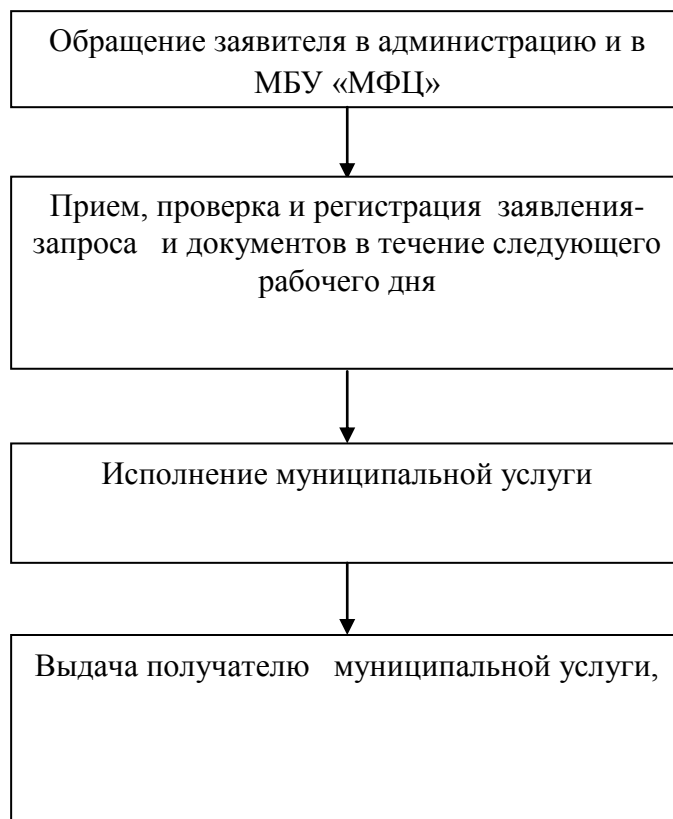 Обращение заявителя в администрацию и в
МБУ «МФЦ»
Прием, проверка и регистрация заявления-
запроса и документов в течение следующего
рабочего дня
Исполнение муниципальной услуги
Выдача получателю муниципальной услуги,